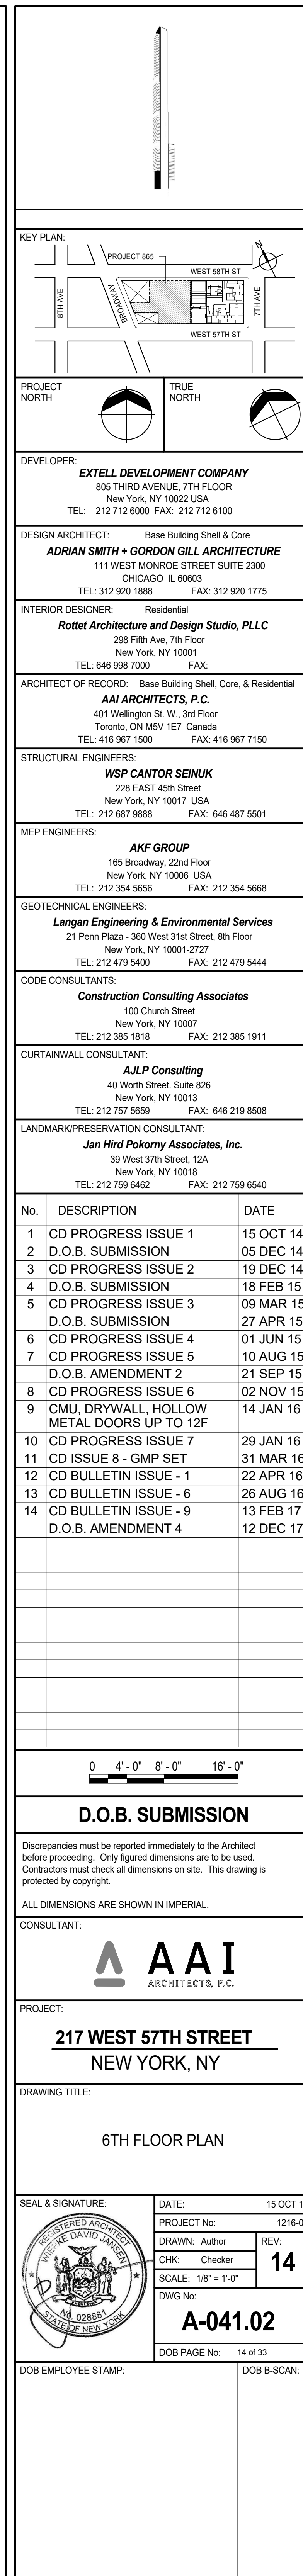 KEY PLAN:
PROJECT 865
N
WEST 58TH ST
8TH AVE
BROADWAY
7TH AVE
WEST 57TH ST
PROJECT
NORTH
TRUE
NORTH
DEVELOPER:
EXTELL DEVELOPMENT COMPANY
805 THIRD AVENUE, 7TH FLOOR
New York, NY 10022 USA
TEL: 212 712 6000 FAX: 212 712 6100
DESIGN ARCHITECT: Base Building Shell & Core
ADRIAN SMITH + GORDON GILL ARCHITECTURE
111 WEST MONROE STREET SUITE 2300
CHICAGO IL 60603
TEL: 312 920 1888 FAX: 312 920 1775
INTERIOR DESIGNER: Residential
Rottet Architecture and Design Studio, PLLC
298 Fifth Ave, 7th Floor
New York, NY 10001
TEL: 646 998 7000 FAX:
ARCHITECT OF RECORD: Base Building Shell, Core, & Residential
AAI ARCHITECTS, P.C.
401 Wellington St. W., 3rd Floor
Toronto, ON M5V 1E7 Canada
TEL: 416 967 1500 FAX: 416 967 7150
STRUCTURAL ENGINEERS:
WSP CANTOR SEINUK
228 EAST 45th Street
New York, NY 10017 USA
TEL: 212 687 9888 FAX: 646 487 5501
MEP ENGINEERS:
AKF GROUP
165 Broadway, 22nd Floor
New York, NY 10006 USA
TEL: 212 354 5656 FAX: 212 354 5668
GEOTECHNICAL ENGINEERS:
Langan Engineering & Environmental Services
21 Penn Plaza - 360 West 31st Street, 8th Floor
New York, NY 10001-2727
TEL: 212 479 5400 FAX: 212 479 5444
CODE CONSULTANTS:
Construction Consulting Associates
100 Church Street
New York, NY 10007
TEL: 212 385 1818 FAX: 212 385 1911
CURTAINWALL CONSULTANT:
AJLP Consulting
40 Worth Street. Suite 826
New York, NY 10013
TEL: 212 757 5659 FAX: 646 219 8508
LANDMARK/PRESERVATION CONSULTANT:
Jan Hird Pokorny Associates, Inc.
39 West 37th Street, 12A
New York, NY 10018
TEL: 212 759 6462 FAX: 212 759 6540
No. DESCRIPTION DATE
1 CD PROGRESS ISSUE 1 15 OCT 14
2 D.O.B. SUBMISSION 05 DEC 14
3 CD PROGRESS ISSUE 2 19 DEC 14
4 D.O.B. SUBMISSION 18 FEB 15
5 CD PROGRESS ISSUE 3 09 MAR 15
D.O.B. SUBMISSION 27 APR 15
6 CD PROGRESS ISSUE 4 01 JUN 15
7 CD PROGRESS ISSUE 5 10 AUG 15
D.O.B. AMENDMENT 2 21 SEP 15
8 CD PROGRESS ISSUE 6 02 NOV 15
9 CMU, DRYWALL, HOLLOW 14 JAN 16
METAL DOORS UP TO 12F
10 CD PROGRESS ISSUE 7 29 JAN 16
11 CD ISSUE 8 - GMP SET 31 MAR 16
12 CD BULLETIN ISSUE - 1 22 APR 16
13 CD BULLETIN ISSUE - 6 26 AUG 16
14 CD BULLETIN ISSUE - 9 13 FEB 17
D.O.B. AMENDMENT 4 12 DEC 17
0 4' - 0" 8' - 0" 16' - 0"
D.O.B. SUBMISSION
Discrepancies must be reported immediately to the Architect
before proceeding. Only figured dimensions are to be used.
Contractors must check all dimensions on site. This drawing is
protected by copyright.
ALL DIMENSIONS ARE SHOWN IN IMPERIAL.
CONSULTANT:
AAI
ARCHITECTS, P.C.
PROJECT:
217 WEST 57TH STREET
NEW YORK, NY
DRAWING TITLE:
6TH FLOOR PLAN
SEAL & SIGNATURE:
REGISTERED ARCHITECT
WIEPKE DAVID JANSEN
No. 028881
STATE OF NEW YORK
DATE: 15 OCT 1
PROJECT No: 1216-0
DRAWN: Author REV:
CHK: Checker 14
SCALE: 1/8" = 1'-0"
DWG No:
A-041.02
DOB PAGE No: 14 of 33
DOB EMPLOYEE STAMP: DOB B-SCAN: